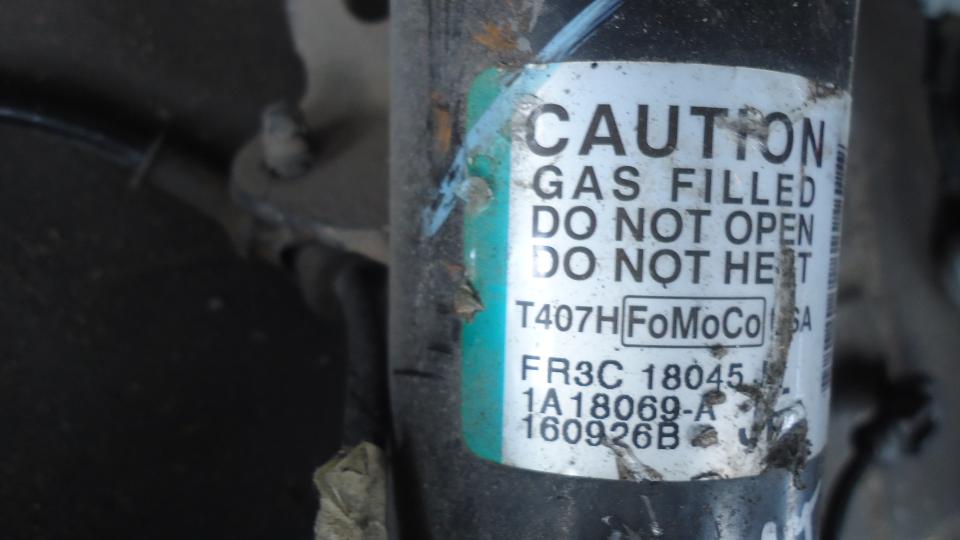 CAUTION
GAS FILLED
DO NOT OPEN
DO NOT HEAT
T407H FoMoCo USA
FR3C 18045
1A18069-A
160926B